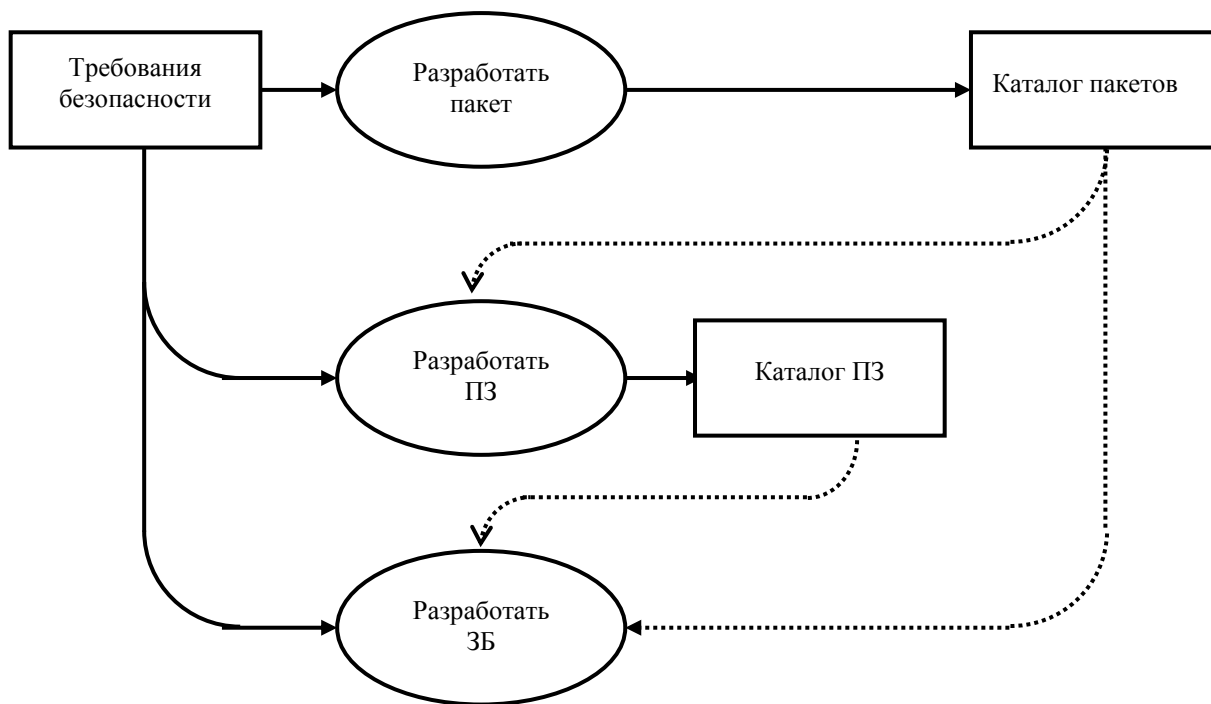 Требования
безопасности
Разработать
пакет
Каталог пакетов
Разработать
ПЗ
Каталог ПЗ
Разработать
ЗБ